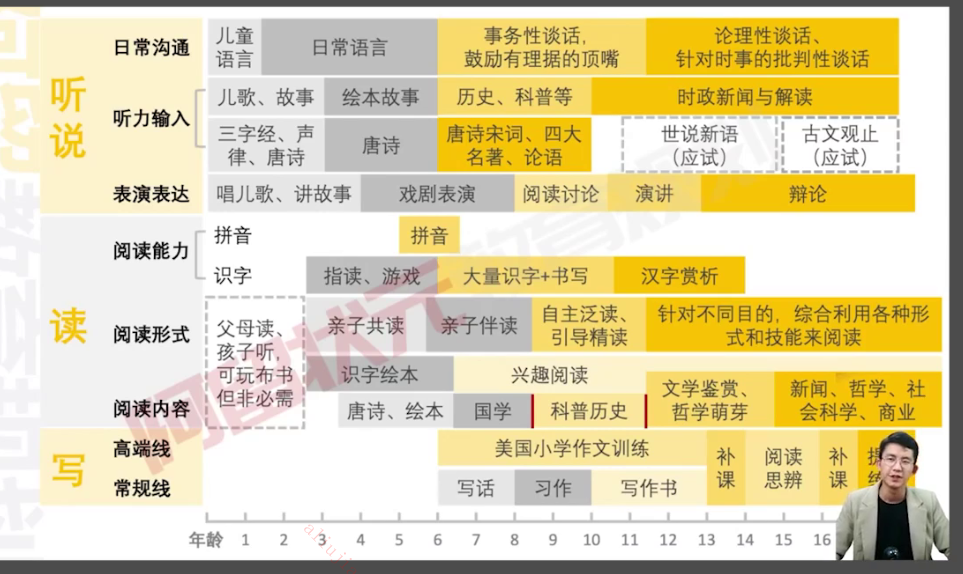 听
说
日常沟通
儿童
语言
日常语言
事务性谈话,
鼓励有理据的顶嘴
论理性谈话、
针对时事的批判性谈话
听力输入
儿歌、故事
绘本故事
历史、科普等
时政新闻与解读
三字经、声
律、唐诗
唐诗
唐诗宋词、四大
名著、论语
世说新语
（应试）
古文观止
（应试）
表演表达
唱儿歌、讲故事
戏剧表演
阅读讨论
演讲
辩论
读
阅读能力
拼音
拼音
识字
指读、游戏
大量识字+书写
汉字赏析
阅读形式
父母读、
孩子听,
可玩布书
但非必需
亲子共读
亲子伴读
自主泛读、
引导精读
针对不同目的，综合利用各种形
式和技能来阅读
阅读内容
识字绘本
兴趣阅读
唐诗、绘本
国学
科普历史
文学鉴赏、
哲学萌芽
新闻、哲学、社
会科学、商业
写
高端线
美国小学作文训练
补
课
阅读
思辨
补
课
常规线
写话
习作
写作书
年龄 1 2 3 4 5 6 7 8 9 10 11 12 13 14 15 16
阿留状元